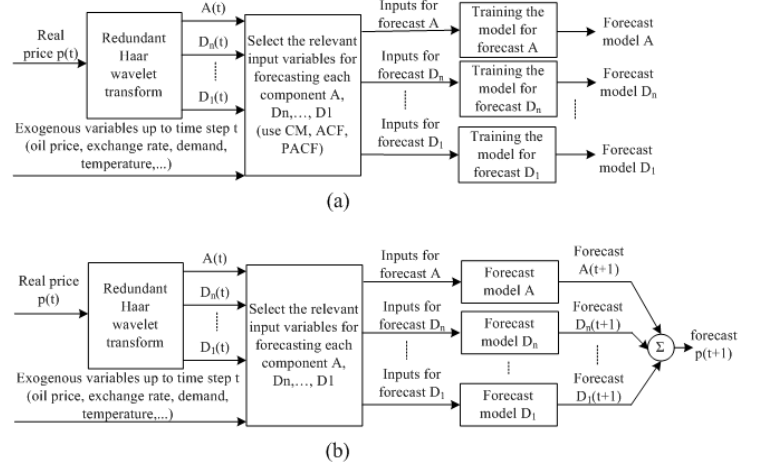 Real
price p(t)
Redundant
Haar
wavelet
transform
A(t)
Dn(t)
D1(t)
Exogenous variables up to time step t
(oil price, exchange rate, demand,
temperature,...)
Select the relevant
input variables for
forecasting each
component A,
Dn,..., D1
(use CM, ACF,
PACF)
Inputs for
forecast A
Inputs for
forecast Dn
Inputs for
forecast D1
Training the
model for
forecast A
Training the
model for
forecast Dn
Training the
model for
forecast D1
Forecast
model A
Forecast
model Dn
Forecast
model D1
(a)
Real price
p(t)
Redundant
Haar
wavelet
transform
A(t)
Dn(t)
D1(t)
Exogenous variables up to time step t
(oil price, exchange rate, demand,
temperature,...)
Select the relevant
input variables for
forecasting each
component A,
Dn,..., D1
Inputs for
forecast A
Inputs for
forecast Dn
Inputs for
forecast D1
Forecast
model A
Forecast
model Dn
Forecast
model D1
Forecast
A(t+1)
Forecast
Dn(t+1)
Forecast
D1(t+1)
Σ
forecast
p(t+1)
(b)